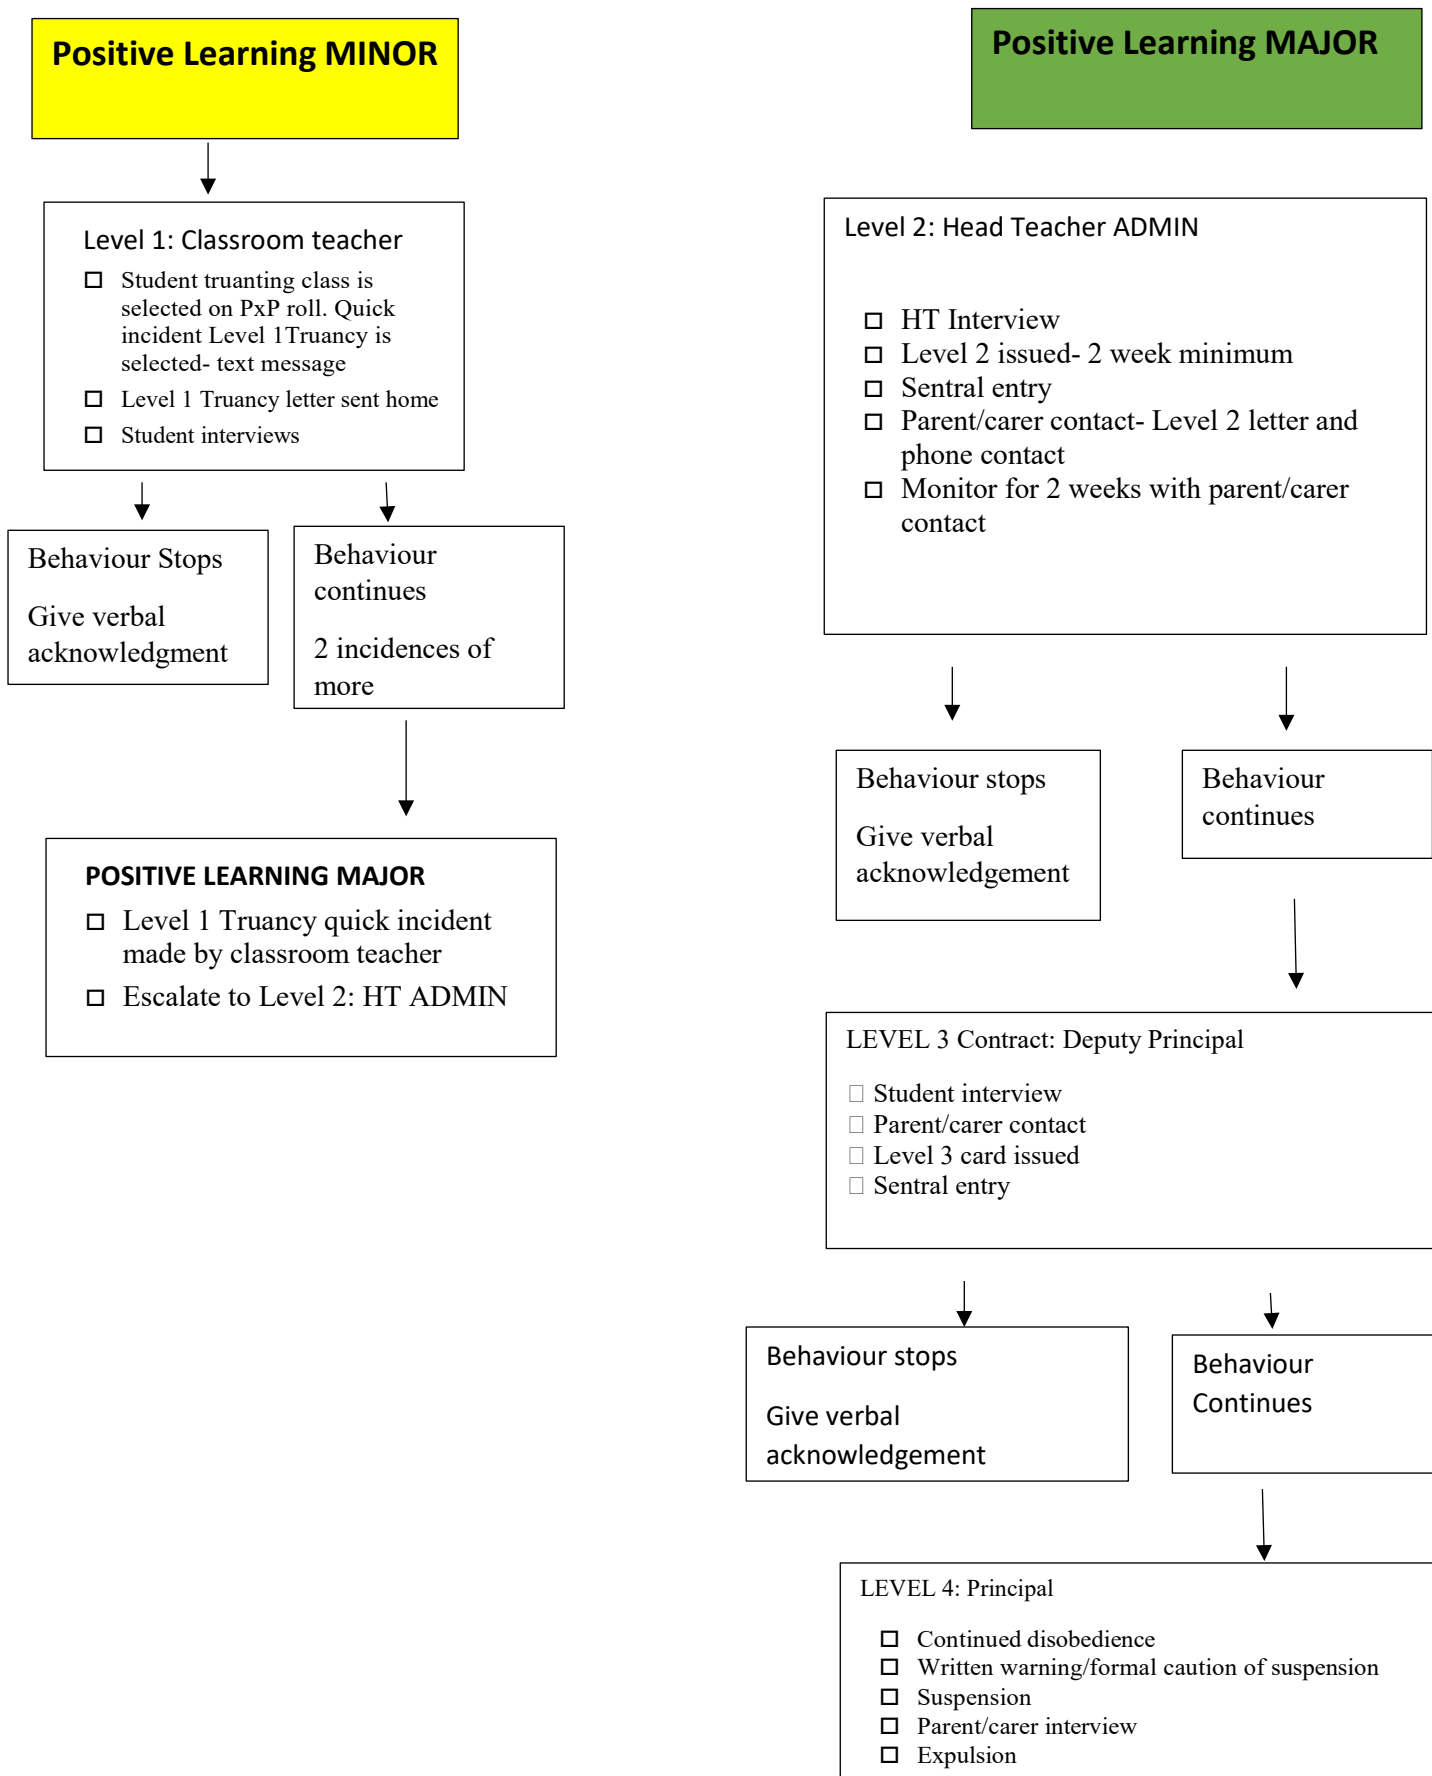 Positive Learning MINOR
Level 1: Classroom teacher
☐ Student truanting class is
selected on PxP roll. Quick
incident Level 1Truancy is
selected- text message
☐ Level 1 Truancy letter sent home
☐ Student interviews
Behaviour Stops
Give verbal
acknowledgment
Behaviour
continues
2 incidences of
more
POSITIVE LEARNING MAJOR
☐ Level 1 Truancy quick incident
made by classroom teacher
☐ Escalate to Level 2: HT ADMIN
Positive Learning MAJOR
Level 2: Head Teacher ADMIN
☐ HT Interview
☐ Level 2 issued- 2 week minimum
☐ Sentral entry
☐ Parent/carer contact- Level 2 letter and
phone contact
☐ Monitor for 2 weeks with parent/carer
contact
Behaviour stops
Give verbal
acknowledgement
Behaviour
continues
LEVEL 3 Contract: Deputy Principal
☐ Student interview
☐ Parent/carer contact
☐ Level 3 card issued
☐ Sentral entry
Behaviour stops
Give verbal
acknowledgement
Behaviour
Continues
LEVEL 4: Principal
☐ Continued disobedience
☐ Written warning/formal caution of suspension
☐ Suspension
☐ Parent/carer interview
☐ Expulsion